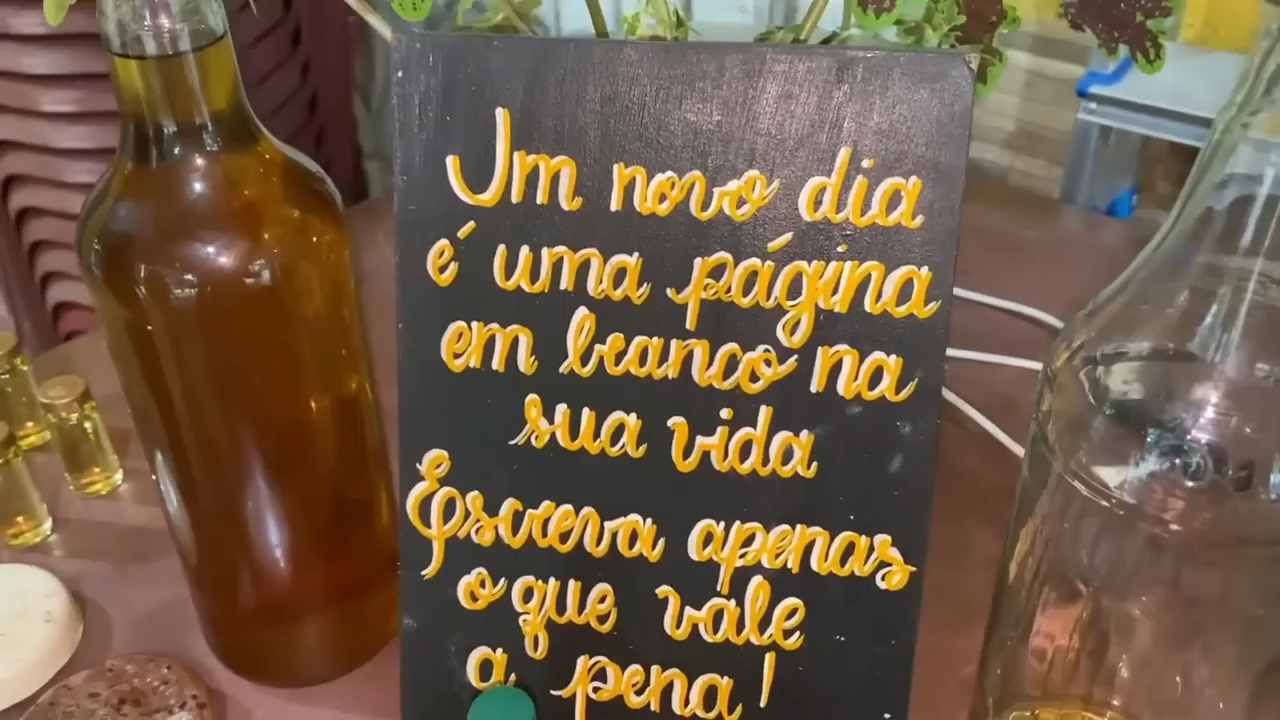 Um novo dia
é uma página
em branco na
sua vida
Escreva apenas
o que vale
a pena!